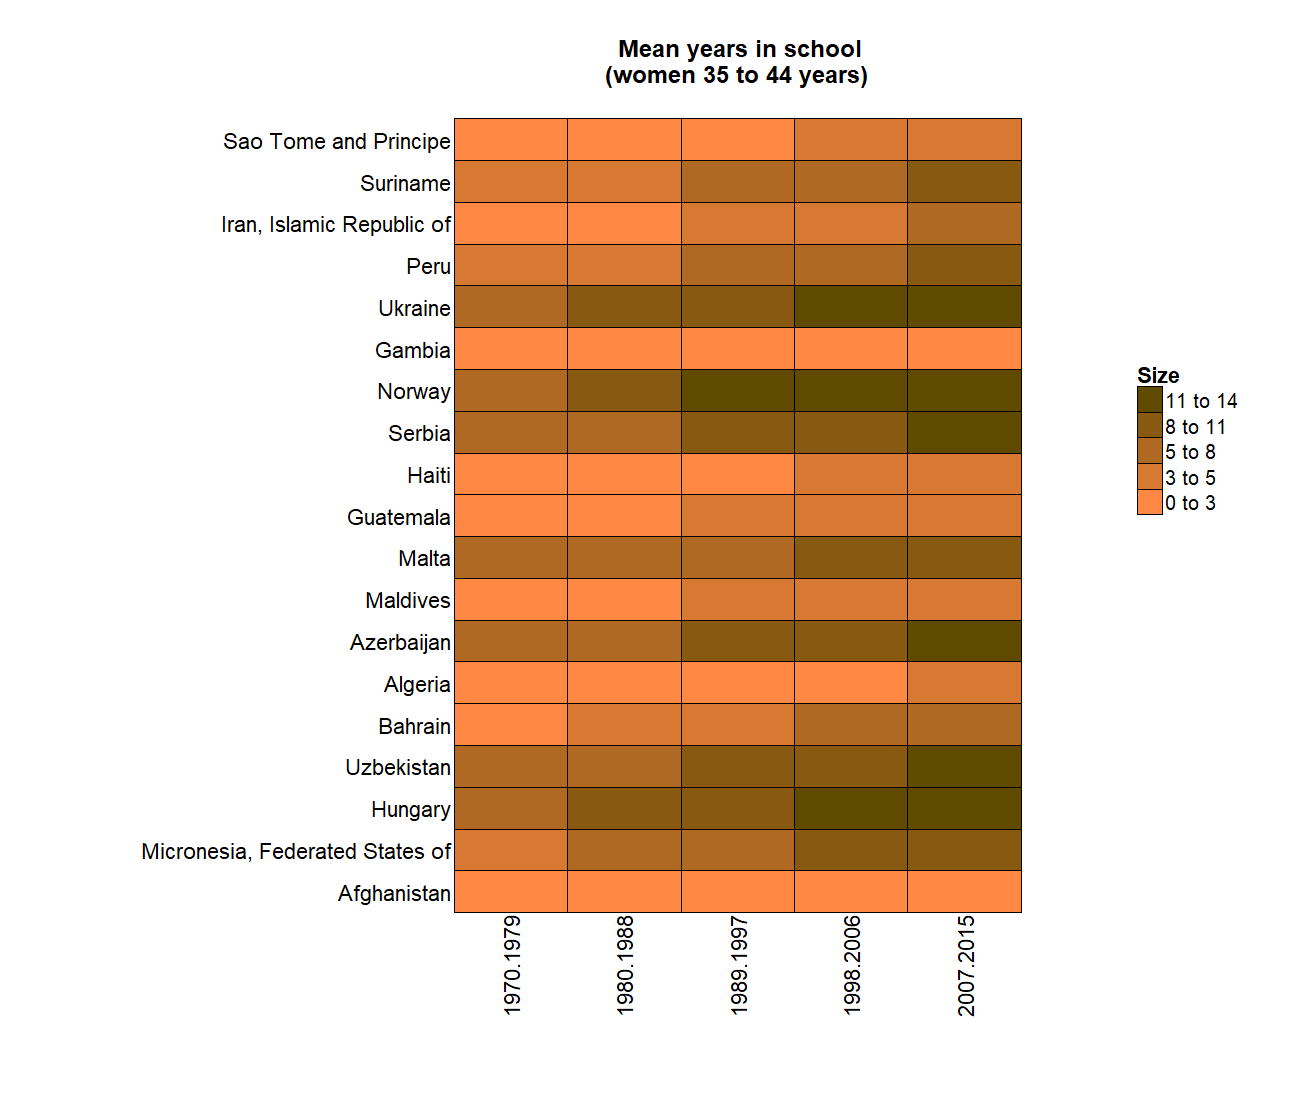 Mean years in school
(women 35 to 44 years)
Sao Tome and Principe
Suriname
Iran, Islamic Republic of
Peru
Ukraine
Gambia
Norway
Serbia
Haiti
Guatemala
Malta
Maldives
Azerbaijan
Algeria
Bahrain
Uzbekistan
Hungary
Micronesia, Federated States of
Afghanistan
1970.1979
1980.1988
1989.1997
1998.2006
2007.2015
Size
11 to 14
8 to 11
5 to 8
3 to 5
0 to 3